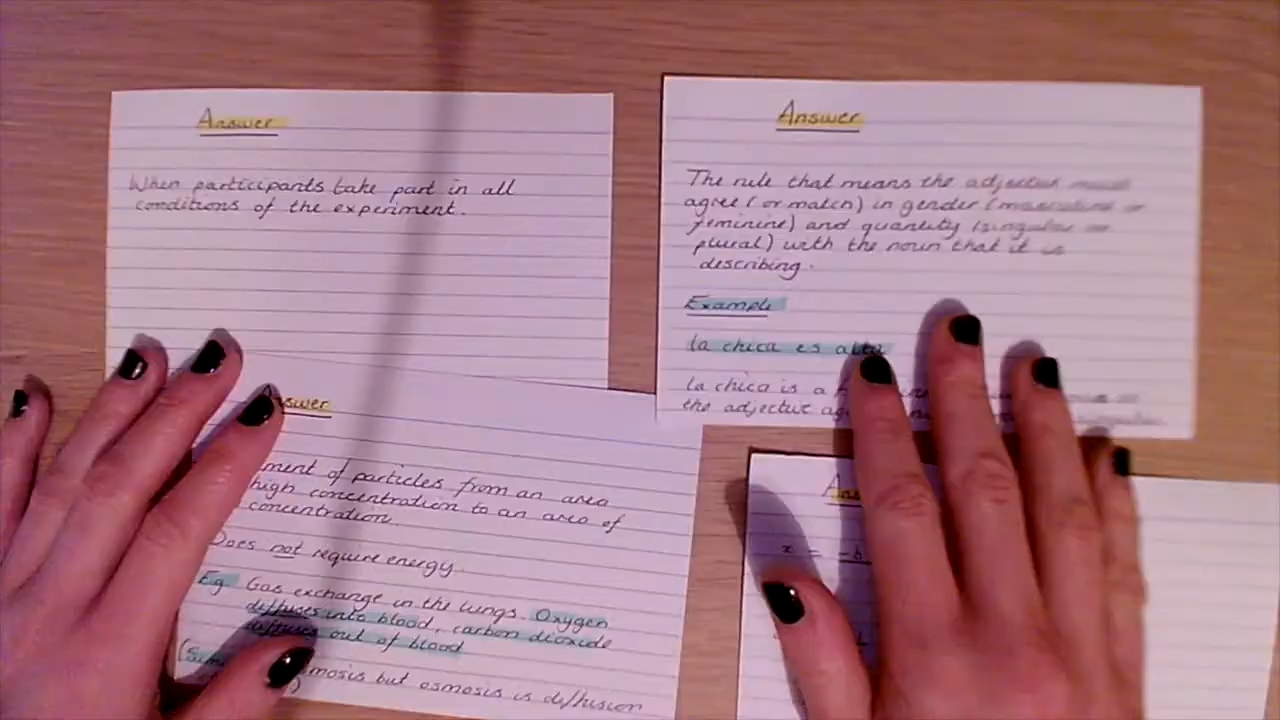 Answer
When participants take part in all
conditions of the experiment.
Answer
The rule that means the adjective must
agree (or match) in gender (masculine or
feminine) and quantity (singular or
plural) with the noun that it is
describing.
Example
la chica es alta
la chica is a
the adjective
singular
Answer
ment of particles from an area
high concentration to an area of
concentration.
Does not require energy.
Eg Gas exchange in the lungs. Oxygen
diffuses into blood, carbon dioxide
diffuses out of blood
mosis but osmosis is diffusion
Ans
x = -b